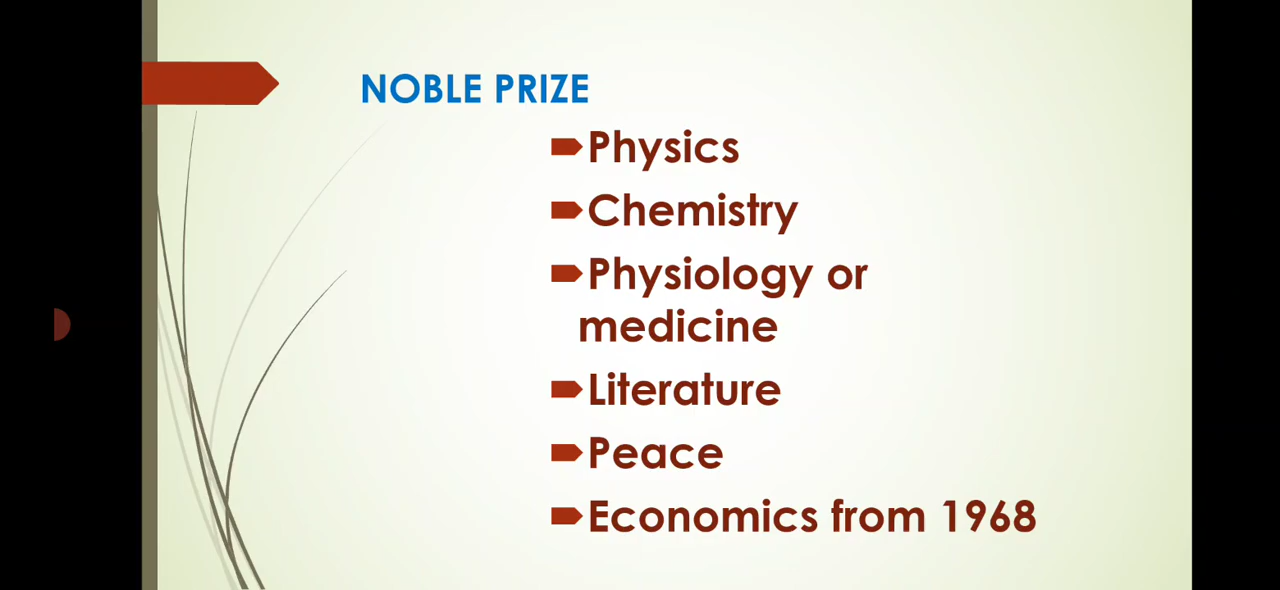 NOBLE PRIZE
Physics
Chemistry
Physiology or
medicine
Literature
Peace
Economics from 1968